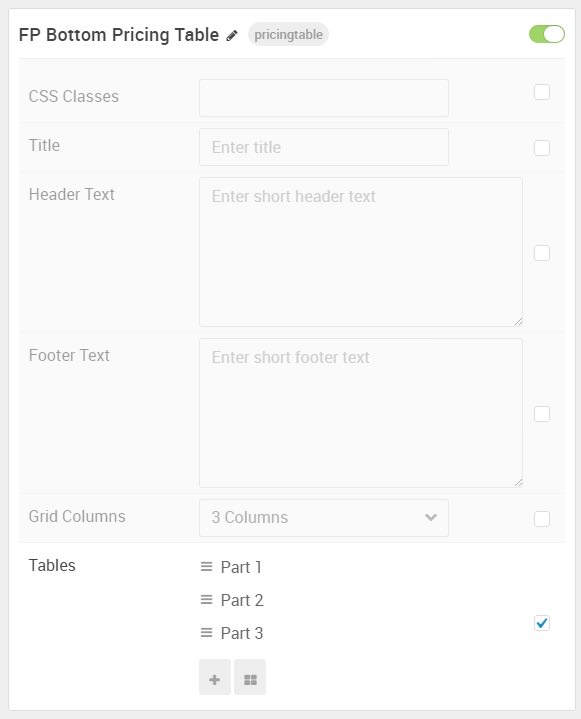 FP Bottom Pricing Table pricingtable
CSS Classes
Title Enter title
Header Text Enter short header text
Footer Text Enter short footer text
Grid Columns 3 Columns
Tables Part 1
Part 2
Part 3